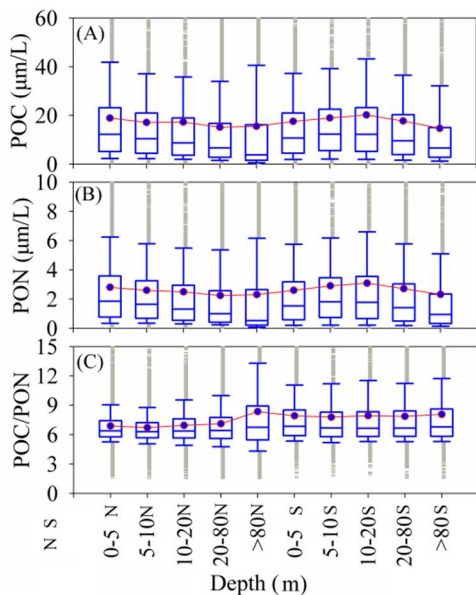 (A)
POC (µm/L)
60
40
20
0
(B)
PON (µm/L)
10
8
6
4
2
0
(C)
POC/PON
15
12
9
6
3
0
N S
0-5 N
5-10N
10-20N
20-80N
>80N
0-5 S
5-10S
10-20S
20-80S
>80S
Depth (m)